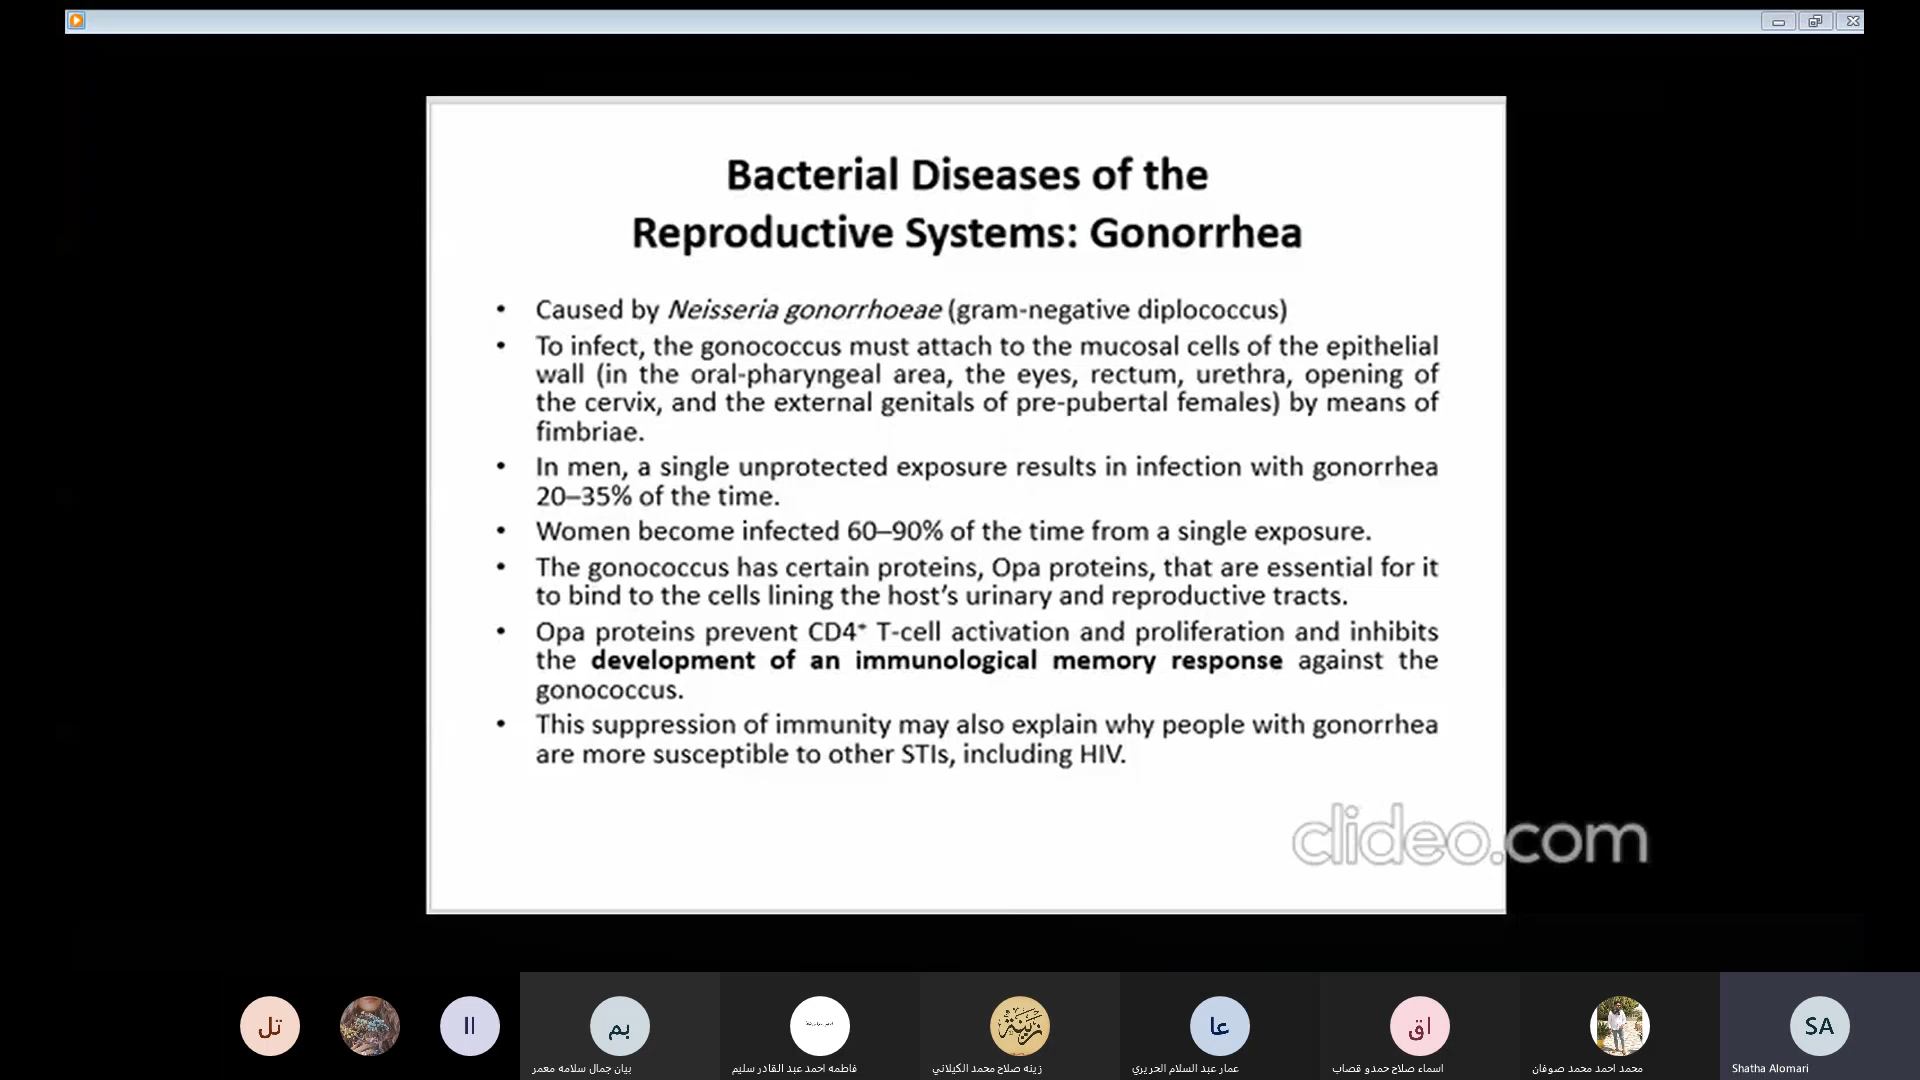 Bacterial Diseases of the
Reproductive Systems: Gonorrhea
• Caused by Neisseria gonorrhoeae (gram-negative diplococcus)
• To infect, the gonococcus must attach to the mucosal cells of the epithelial
wall (in the oral-pharyngeal area, the eyes, rectum, urethra, opening of
the cervix, and the external genitals of pre-pubertal females) by means of
fimbriae.
• In men, a single unprotected exposure results in infection with gonorrhea
20–35% of the time.
• Women become infected 60–90% of the time from a single exposure.
• The gonococcus has certain proteins, Opa proteins, that are essential for it
to bind to the cells lining the host’s urinary and reproductive tracts.
• Opa proteins prevent CD4⁺ T-cell activation and proliferation and inhibits
the development of an immunological memory response against the
gonococcus.
• This suppression of immunity may also explain why people with gonorrhea
are more susceptible to other STIs, including HIV.
clideo.com
تل
اا
بم
زينة
عا
اق
SA
بيان جمال سلامه معمر
فاطمه احمد عبد القادر سليم
زينه صلاح محمد الكيلاني
عمار عبد السلام الحريري
اسماء صلاح حمدو قصاب
محمد احمد محمد صوفان
Shatha Alomari